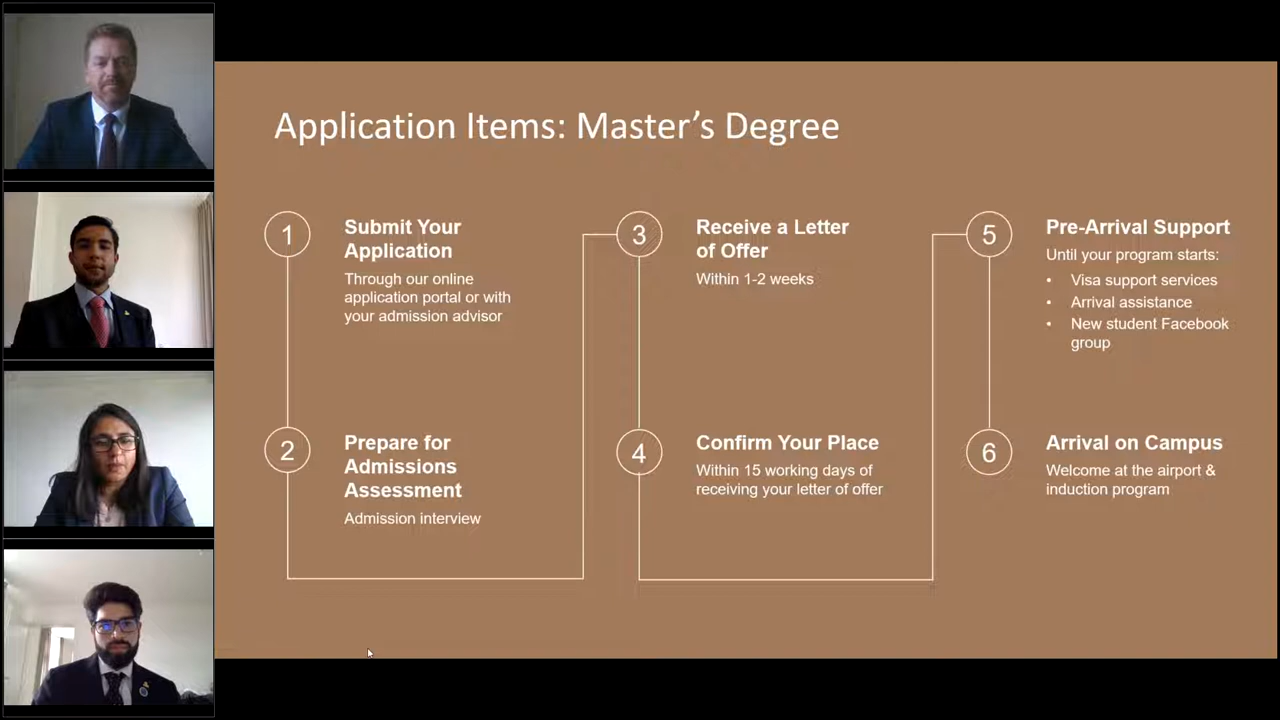 Application Items: Master's Degree
1
Submit Your
Application
Through our online
application portal or with
your admission advisor
2
Prepare for
Admissions
Assessment
Admission interview
3
Receive a Letter
of Offer
Within 1-2 weeks
4
Confirm Your Place
Within 15 working days of
receiving your letter of offer
5
Pre-Arrival Support
Until your program starts:
• Visa support services
• Arrival assistance
• New student Facebook
group
6
Arrival on Campus
Welcome at the airport &
induction program